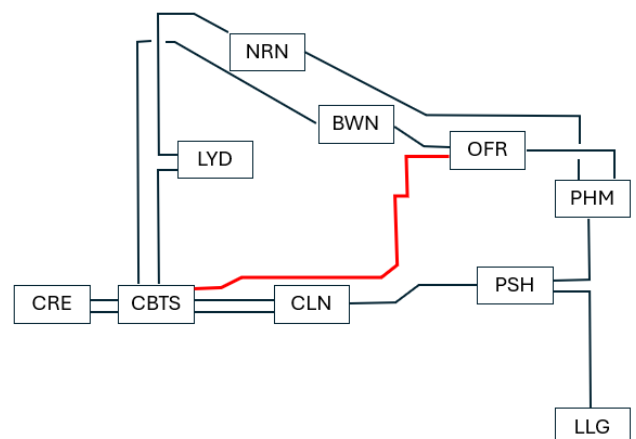 NRN
BWN
OFR
LYD
PHM
PSH
CRE
CBTS
CLN
LLG